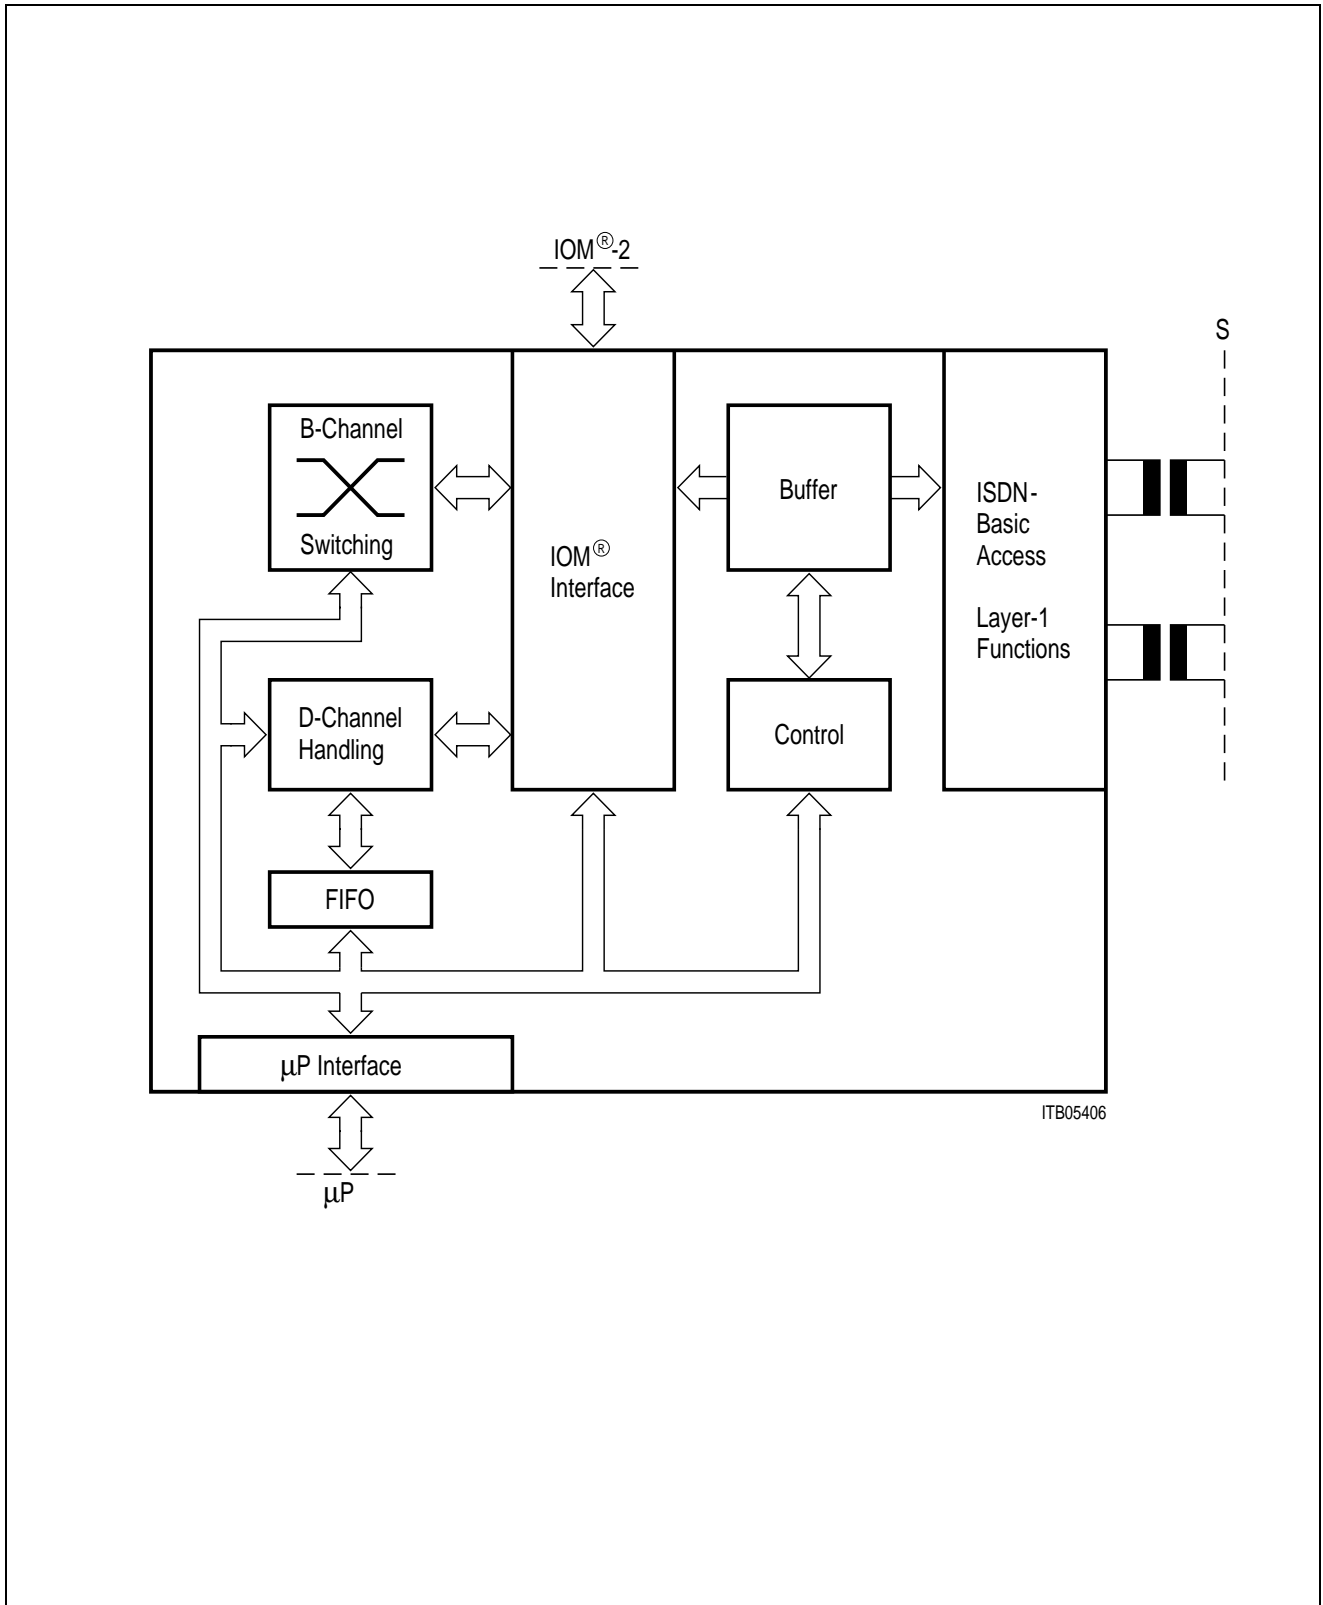 IOM®-2
S
B-Channel
Switching
IOM®
Interface
Buffer
ISDN-
Basic
Access
Layer-1
Functions
D-Channel
Handling
Control
FIFO
µP Interface
ITB05406
µP